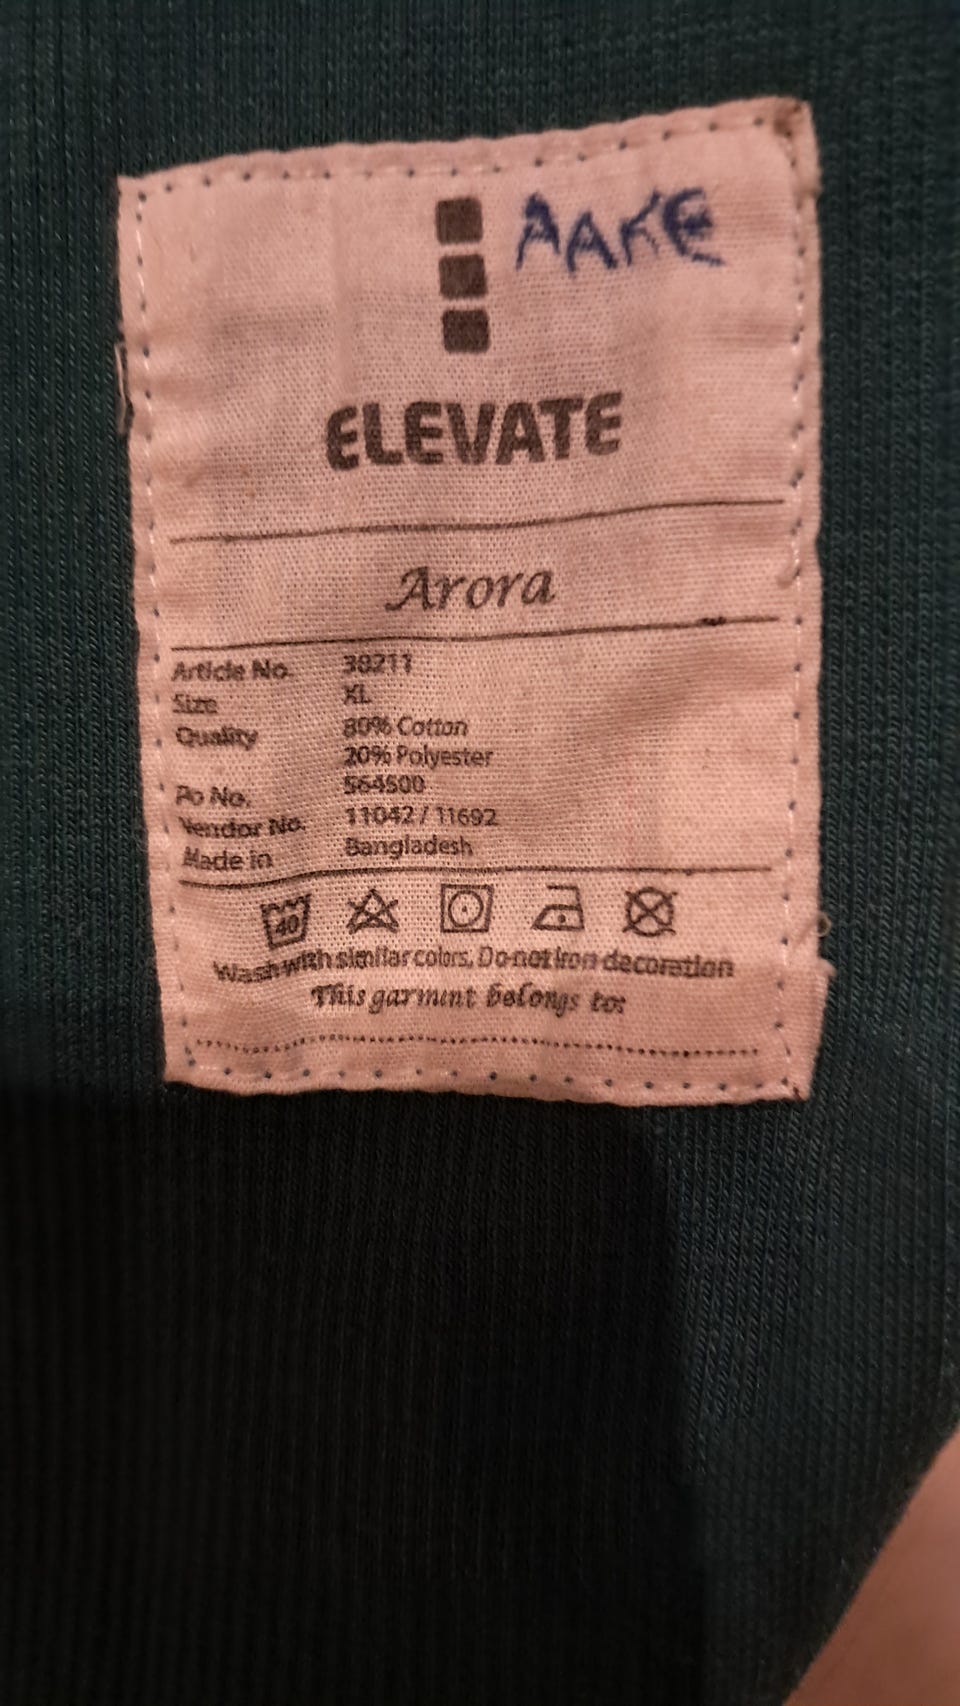 AAKE
ELEVATE
Arora
Article No. 38211
Size XL
Quality 80% Cotton
20% Polyester
Po No. 564500
Vendor No. 11042 / 11692
Made in Bangladesh
40
Wash with similar colors. Do not iron decoration
This garment belongs to: